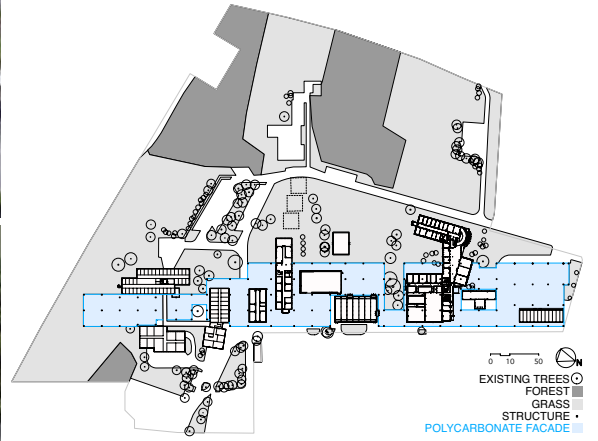 0 10 50
N
EXISTING TREES
FOREST
GRASS
STRUCTURE
POLYCARBONATE FACADE